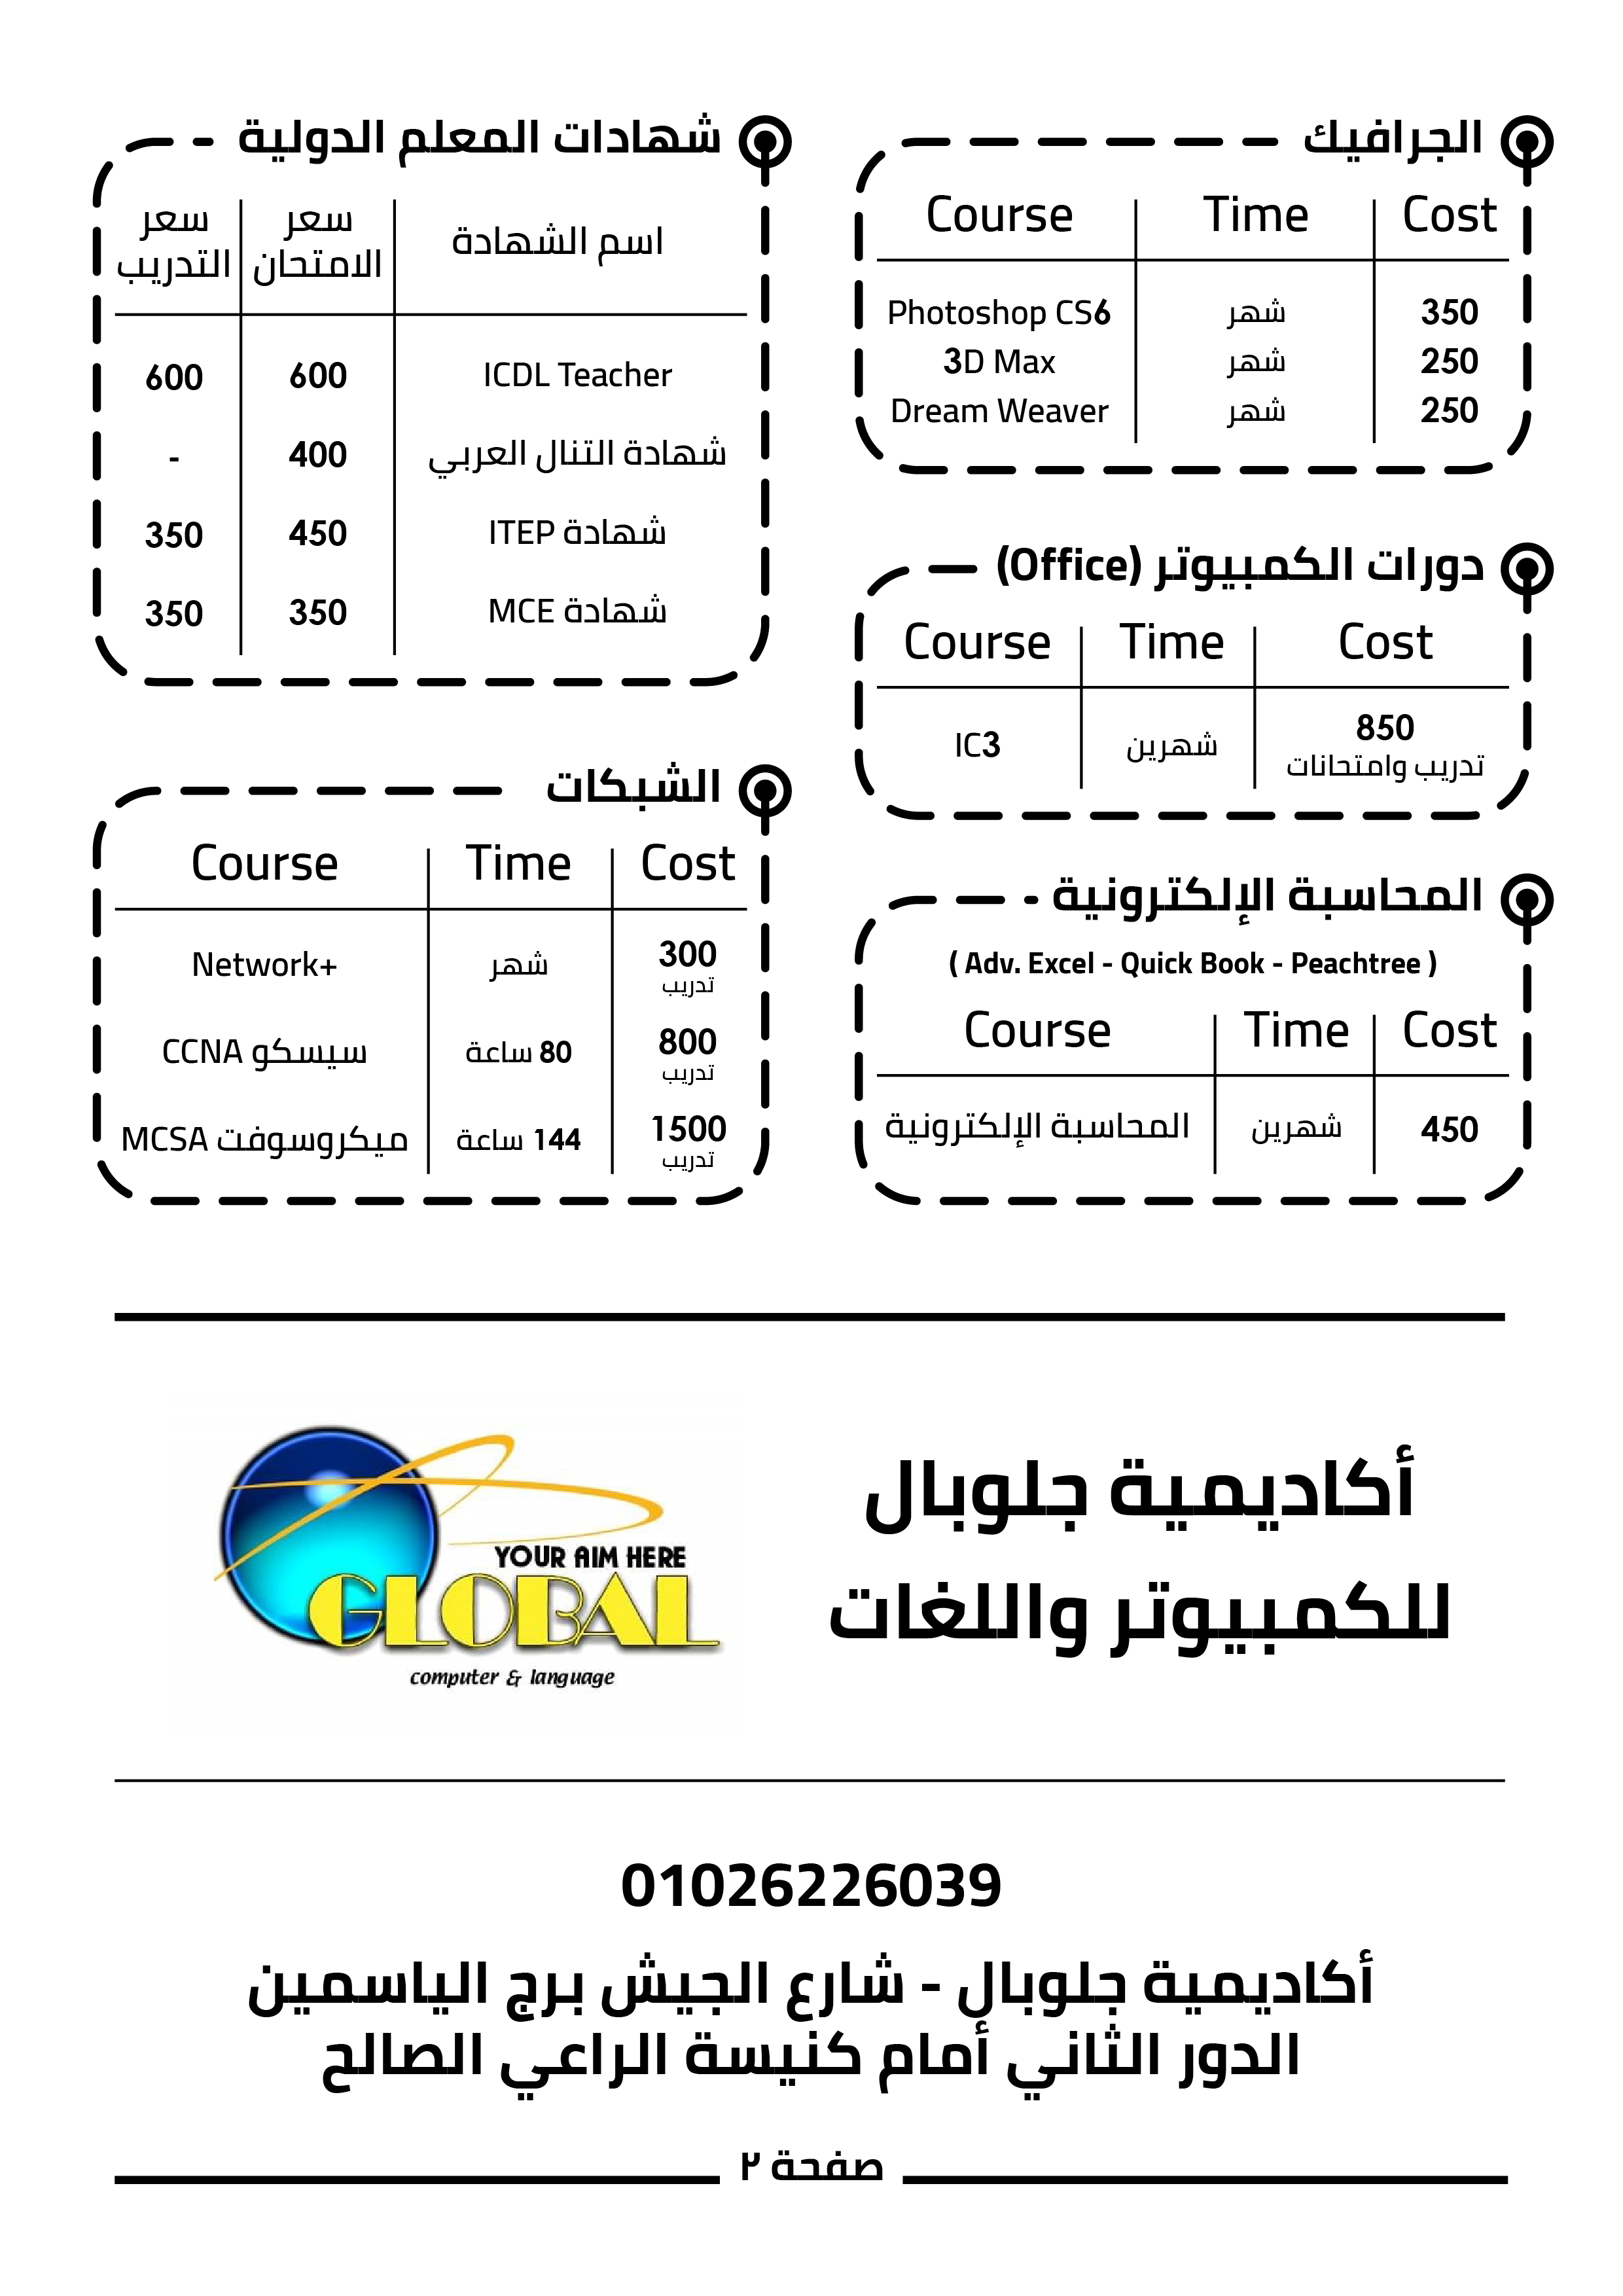 الجرافيك
Course Time Cost
Photoshop CS6 شهر 350
3D Max شهر 250
Dream Weaver شهر 250
دورات الكمبيوتر (Office)
Course Time Cost
IC3 شهرين 850
تدريب وامتحانات
المحاسبة الإلكترونية
( Adv. Excel - Quick Book - Peachtree )
Course Time Cost
المحاسبة الإلكترونية شهرين 450
شهادات المعلم الدولية
اسم الشهادة سعر الامتحان سعر التدريب
ICDL Teacher 600 600
شهادة التنال العربي 400 -
شهادة ITEP 450 350
شهادة MCE 350 350
الشبكات
Course Time Cost
Network+ شهر 300
تدريب
سيسكو CCNA 80 ساعة 800
تدريب
ميكروسوفت MCSA 144 ساعة 1500
تدريب
أكاديمية جلوبال
للكمبيوتر واللغات
YOUR AIM HERE
GLOBAL
computer & language
01026226039
أكاديمية جلوبال - شارع الجيش برج الياسمين
الدور الثاني أمام كنيسة الراعي الصالح
صفحة ٢